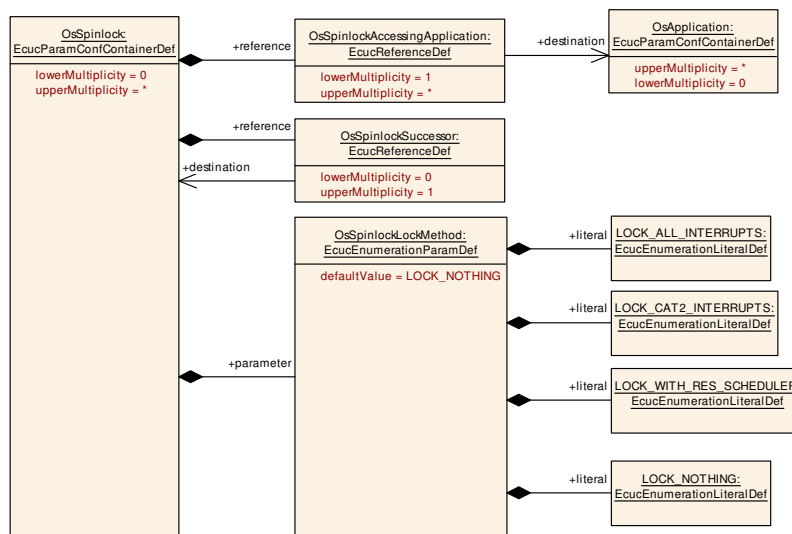 OsSpinlock:
EcucParamConfContainerDef
lowerMultiplicity = 0
upperMultiplicity = *
+reference
OsSpinlockAccessingApplication:
EcucReferenceDef
lowerMultiplicity = 1
upperMultiplicity = *
+destination
OsApplication:
EcucParamConfContainerDef
upperMultiplicity = *
lowerMultiplicity = 0
+reference
+destination
OsSpinlockSuccessor:
EcucReferenceDef
lowerMultiplicity = 0
upperMultiplicity = 1
+parameter
OsSpinlockLockMethod:
EcucEnumerationParamDef
defaultValue = LOCK_NOTHING
+literal
LOCK_ALL_INTERRUPTS:
EcucEnumerationLiteralDef
+literal
LOCK_CAT2_INTERRUPTS:
EcucEnumerationLiteralDef
+literal
LOCK_WITH_RES_SCHEDULER
EcucEnumerationLiteralDef
+literal
LOCK_NOTHING:
EcucEnumerationLiteralDef